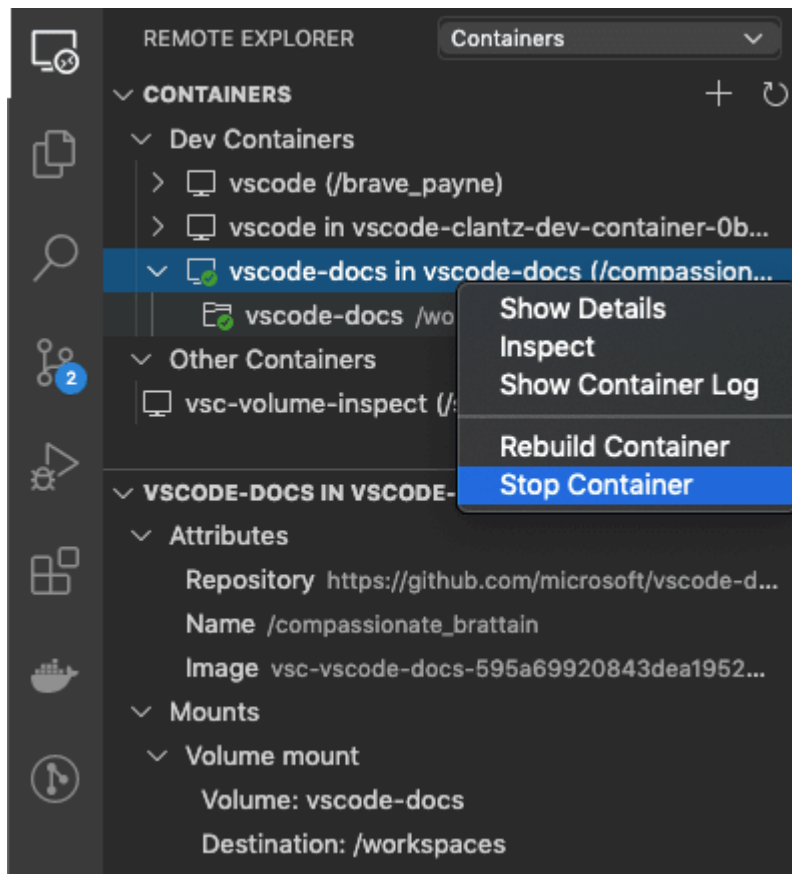 REMOTE EXPLORER Containers
CONTAINERS
Dev Containers
vscode (/brave_payne)
vscode in vscode-clantz-dev-container-0b...
vscode-docs in vscode-docs (/compassion...
vscode-docs /wo
Show Details
Inspect
Show Container Log
Rebuild Container
Stop Container
2
Other Containers
vsc-volume-inspect (/s
VSCODE-DOCS IN VSCODE-
Attributes
Repository https://github.com/microsoft/vscode-d...
Name /compassionate_brattain
Image vsc-vscode-docs-595a69920843dea1952...
Mounts
Volume mount
Volume: vscode-docs
Destination: /workspaces